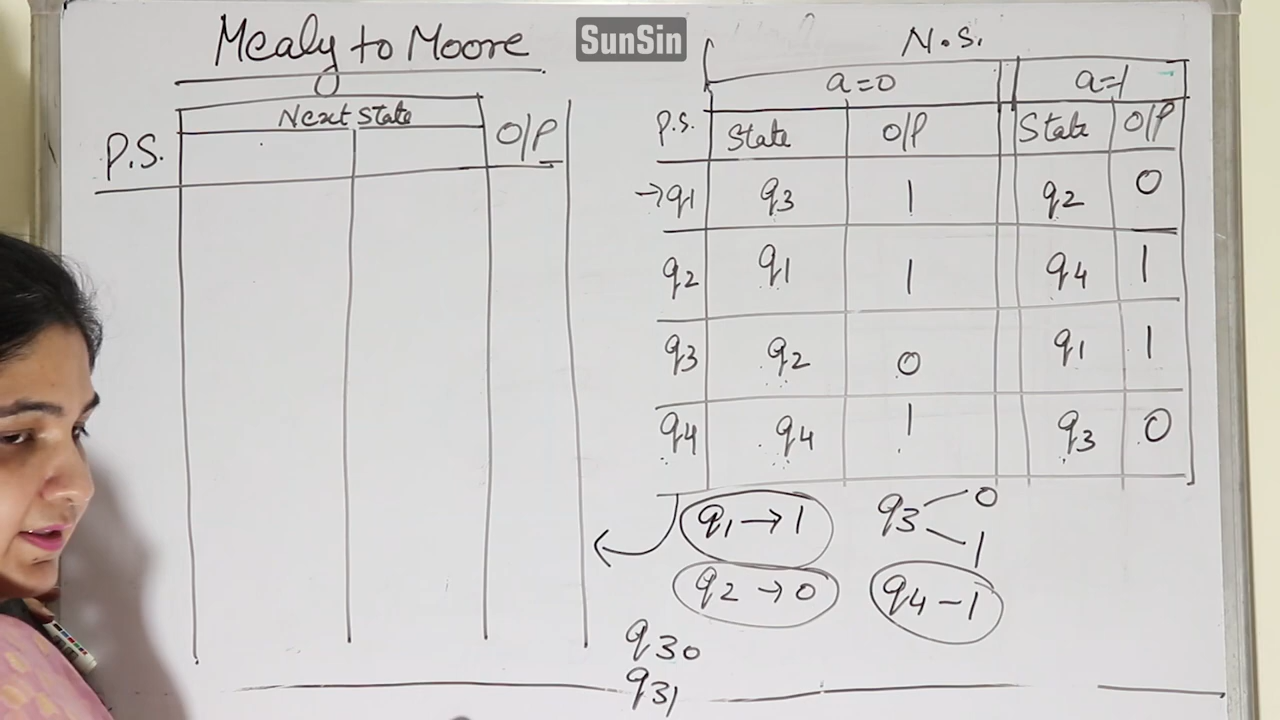 Mealy to Moore
SunSin
P.S. Next State O/P
N.S.
a=0 a=1
P.S. State O/P State O/P
→q1 q3 1 q2 0
q2 q1 1 q4 1
q3 q2 0 q1 1
q4 q4 1 q3 0
q1 → 1 q3 0
1
q2 → 0 q4 - 1
q30
q31